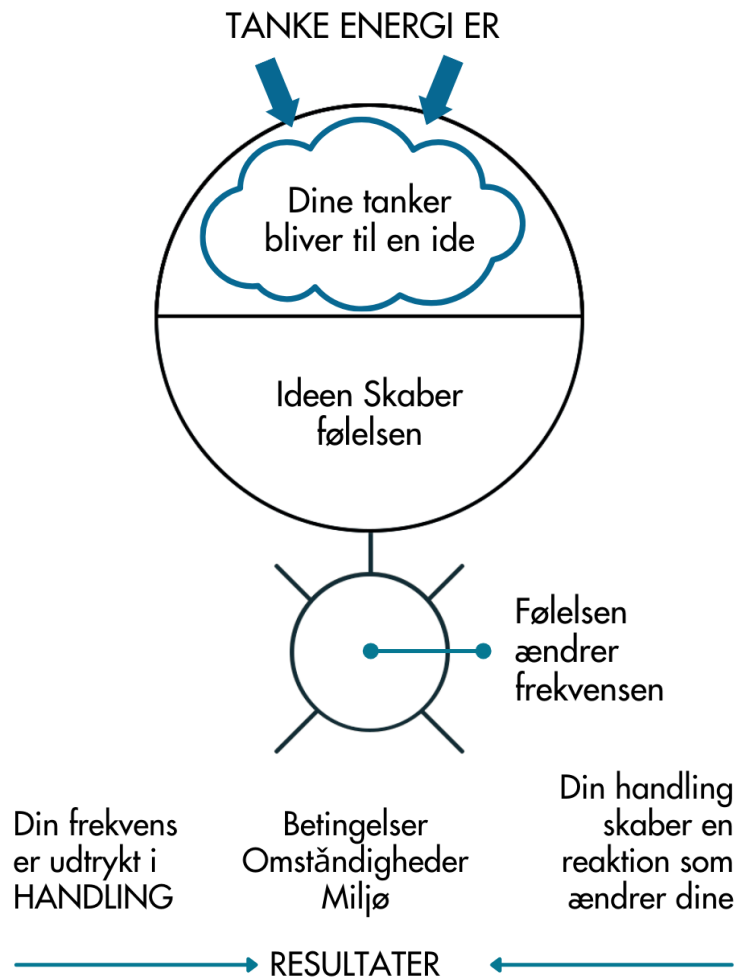 TANKE ENERGI ER
Dine tanker
bliver til en ide
Ideen Skaber
følelsen
Følelsen
ændrer
frekvensen
Din frekvens
er udtrykt i
HANDLING
Betingelser
Omstǎndigheder
Miljø
Din handling
skaber en
reaktion som
ændrer dine
RESULTATER